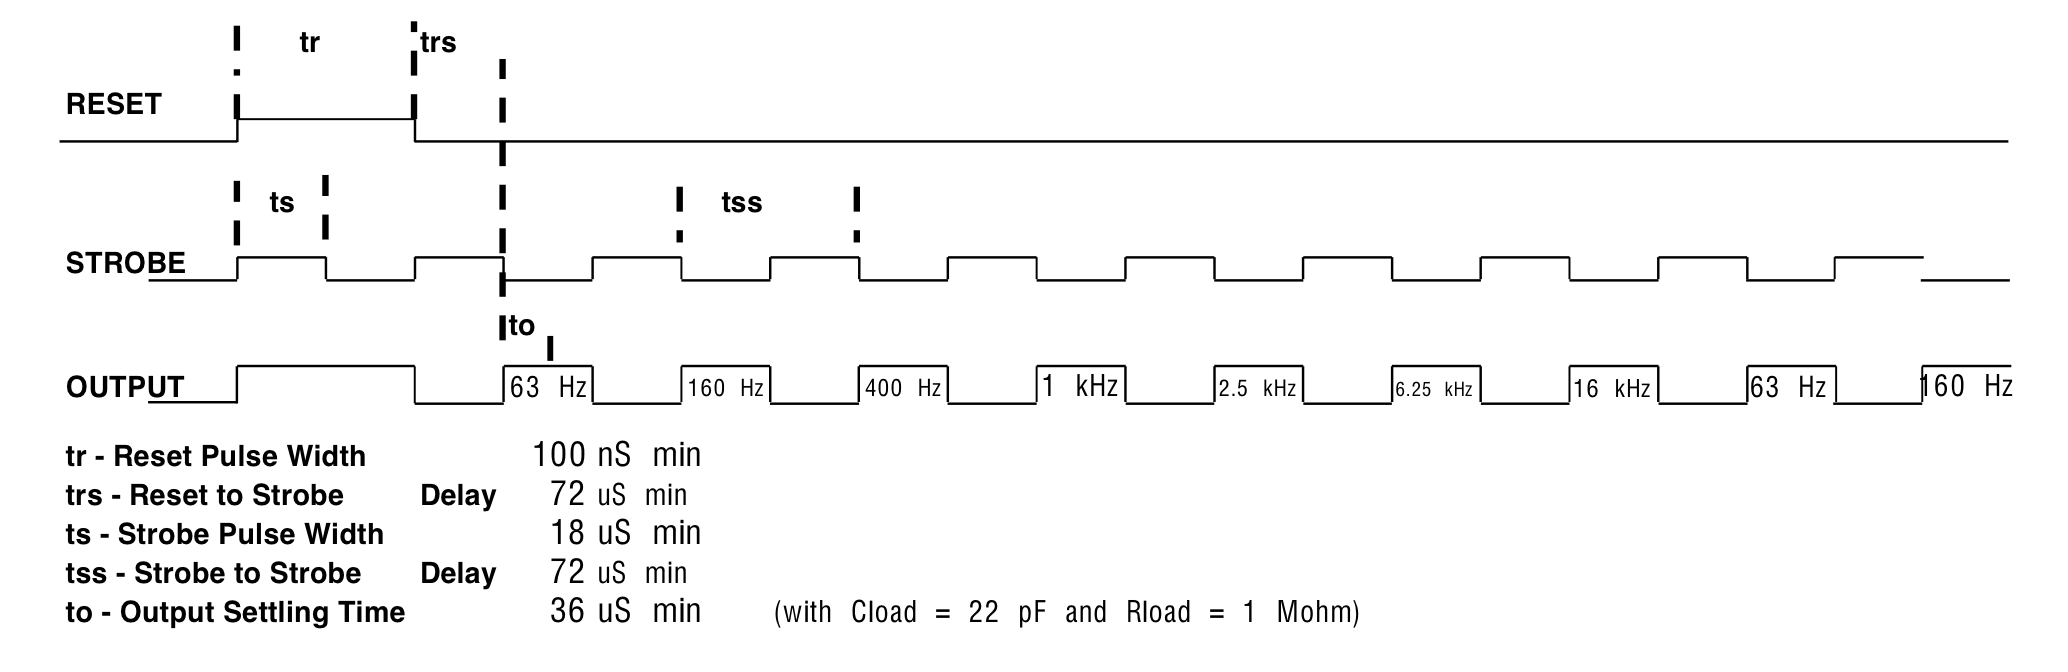 tr trs
RESET
ts tss
STROBE
to
OUTPUT 63 Hz 160 Hz 400 Hz 1 kHz 2.5 kHz 6.25 kHz 16 kHz 63 Hz 160 Hz
tr - Reset Pulse Width 100 nS min
trs - Reset to Strobe Delay 72 uS min
ts - Strobe Pulse Width 18 uS min
tss - Strobe to Strobe Delay 72 uS min
to - Output Settling Time 36 uS min (with Cload = 22 pF and Rload = 1 Mohm)